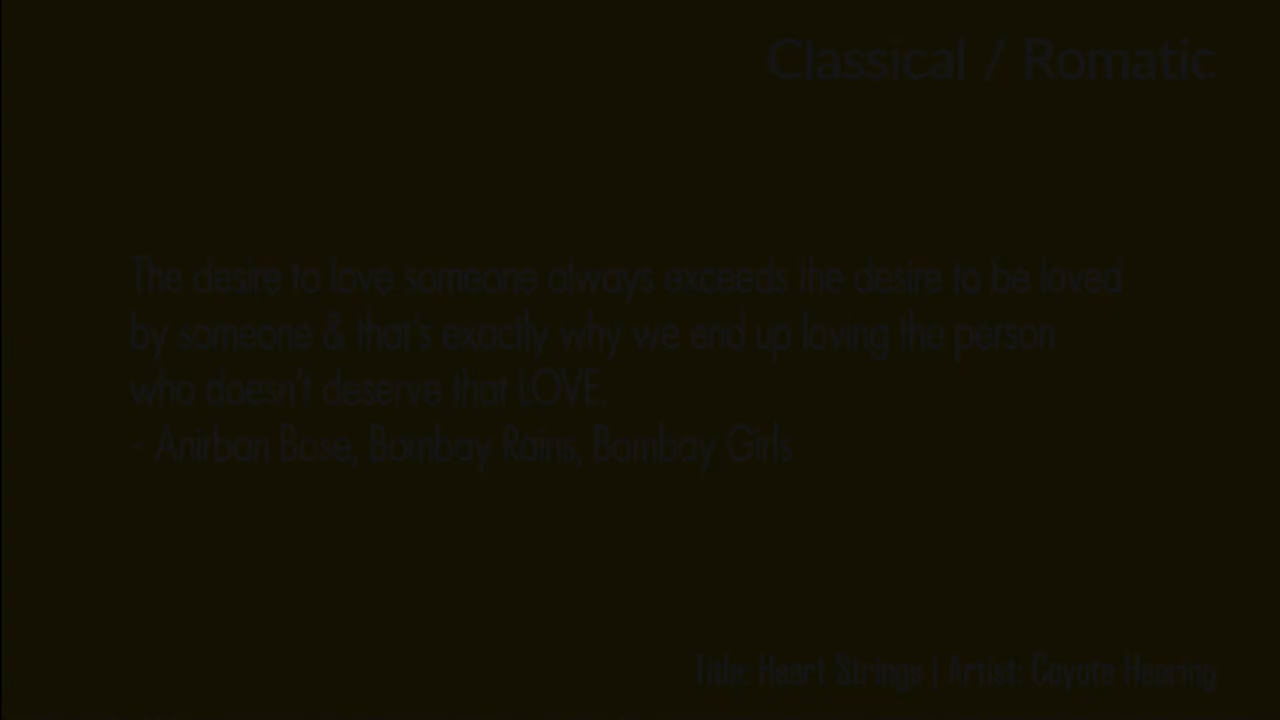 Classical / Romatic
The desire to love someone always exceeds the desire to be loved
by someone & that's exactly why we end up loving the person
who doesn't deserve that LOVE.
- Anirban Bose, Bombay Rains, Bombay Girls
Title: Heart Strings | Artist: Coyote Hearing